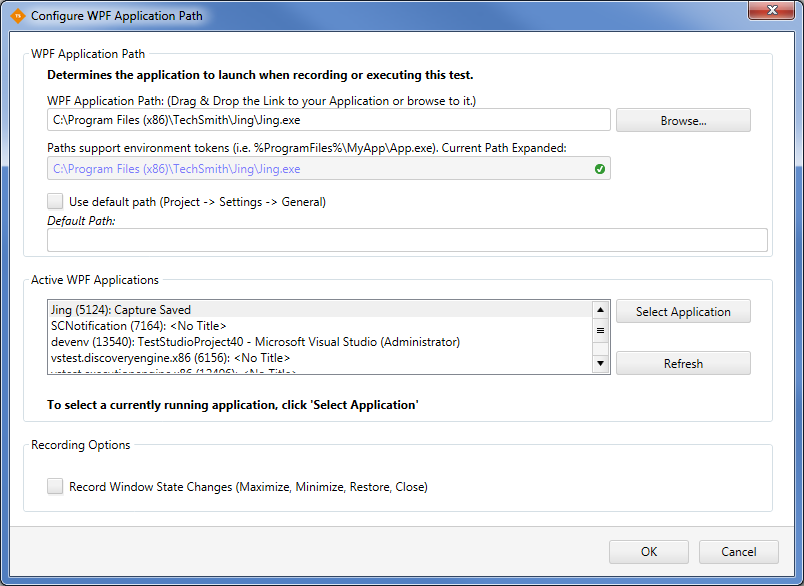 Configure WPF Application Path
WPF Application Path
Determines the application to launch when recording or executing this test.
WPF Application Path: (Drag & Drop the Link to your Application or browse to it.)
C:\Program Files (x86)\TechSmith\Jing\Jing.exe
Browse...
Paths support environment tokens (i.e. %ProgramFiles%\MyApp\App.exe). Current Path Expanded:
C:\Program Files (x86)\TechSmith\Jing\Jing.exe
Use default path (Project -> Settings -> General)
Default Path:
Active WPF Applications
Jing (5124): Capture Saved
SCNotification (7164): <No Title>
devenv (13540): TestStudioProject40 - Microsoft Visual Studio (Administrator)
vstest.discoveryengine.x86 (6156): <No Title>
Select Application
Refresh
To select a currently running application, click 'Select Application'
Recording Options
Record Window State Changes (Maximize, Minimize, Restore, Close)
OK
Cancel